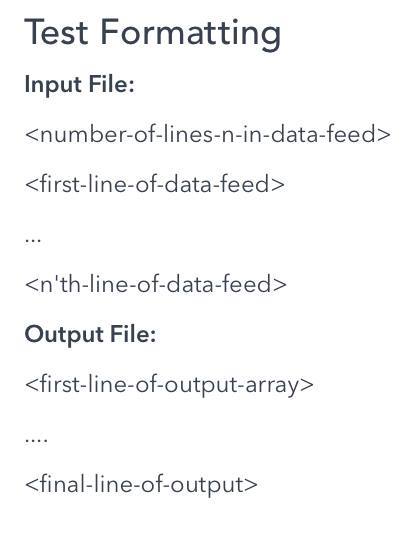 Test Formatting
Input File:
<number-of-lines-n-in-data-feed>
<first-line-of-data-feed>
...
<n'th-line-of-data-feed>
Output File:
<first-line-of-output-array>
....
<final-line-of-output>